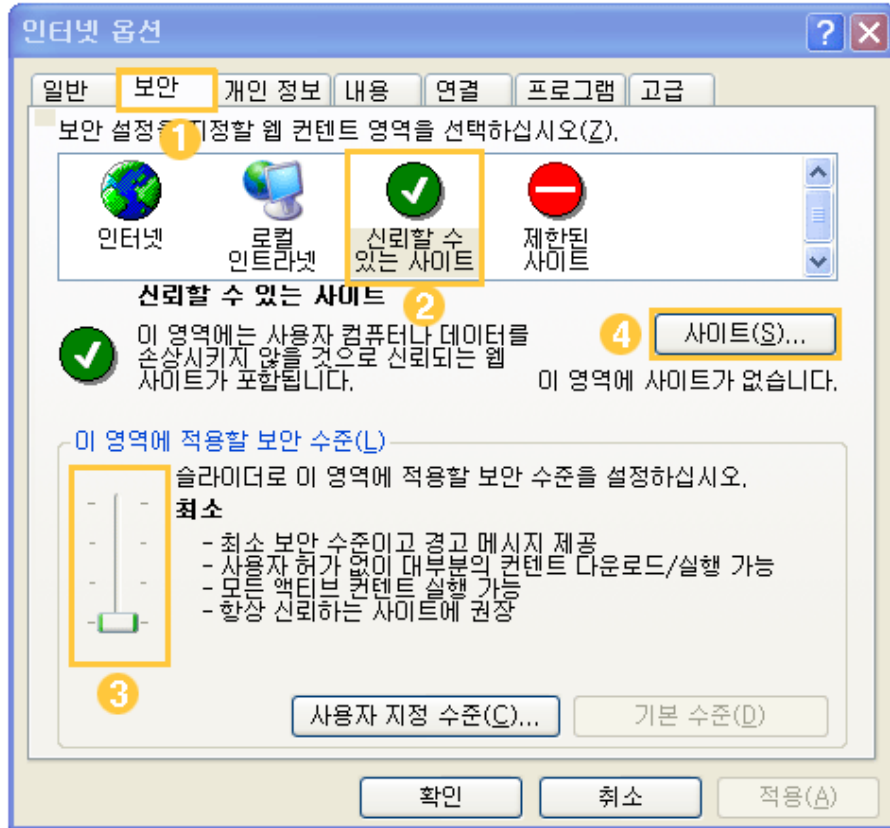 인터넷 옵션
일반 보안 개인 정보 내용 연결 프로그램 고급
1
보안 설정을 지정할 웹 컨텐트 영역을 선택하십시오(Z).
인터넷
로컬
인트라넷
신뢰할 수
있는 사이트
제한된
사이트
2
신뢰할 수 있는 사이트
이 영역에는 사용자 컴퓨터나 데이터를
손상시키지 않을 것으로 신뢰되는 웹
사이트가 포함됩니다.
4 사이트(S)...
이 영역에 사이트가 없습니다.
이 영역에 적용할 보안 수준(L)
슬라이더로 이 영역에 적용할 보안 수준을 설정하십시오.
최소
- 최소 보안 수준이고 경고 메시지 제공
- 사용자 허가 없이 대부분의 컨텐트 다운로드/실행 가능
- 모든 액티브 컨텐트 실행 가능
- 항상 신뢰하는 사이트에 권장
3
사용자 지정 수준(C)... 기본 수준(D)
확인 취소 적용(A)